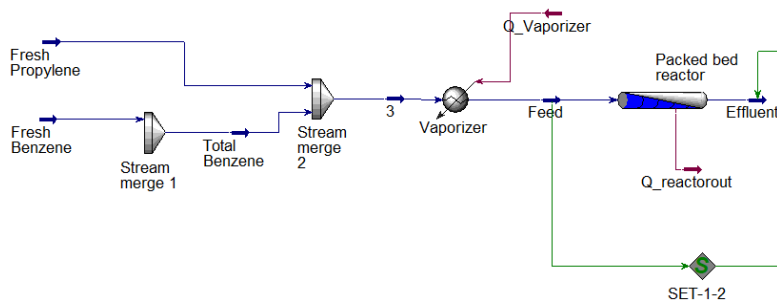 Q_Vaporizer
Fresh
Propylene
Packed bed
reactor
Fresh
Benzene
Stream
merge 1
Total
Benzene
Stream
merge
2
3
Vaporizer
Feed
Effluent
Q_reactorout
S
SET-1-2